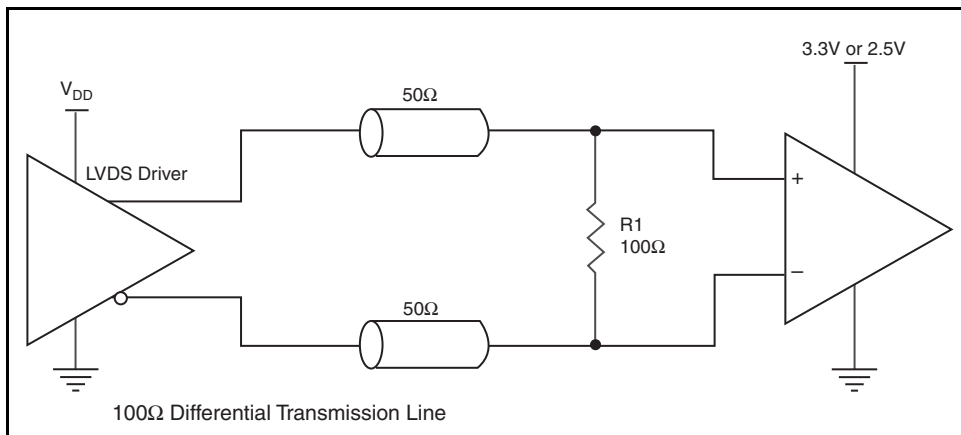 3.3V or 2.5V
V_DD
50Ω
LVDS Driver
+
R1
100Ω
−
50Ω
100Ω Differential Transmission Line